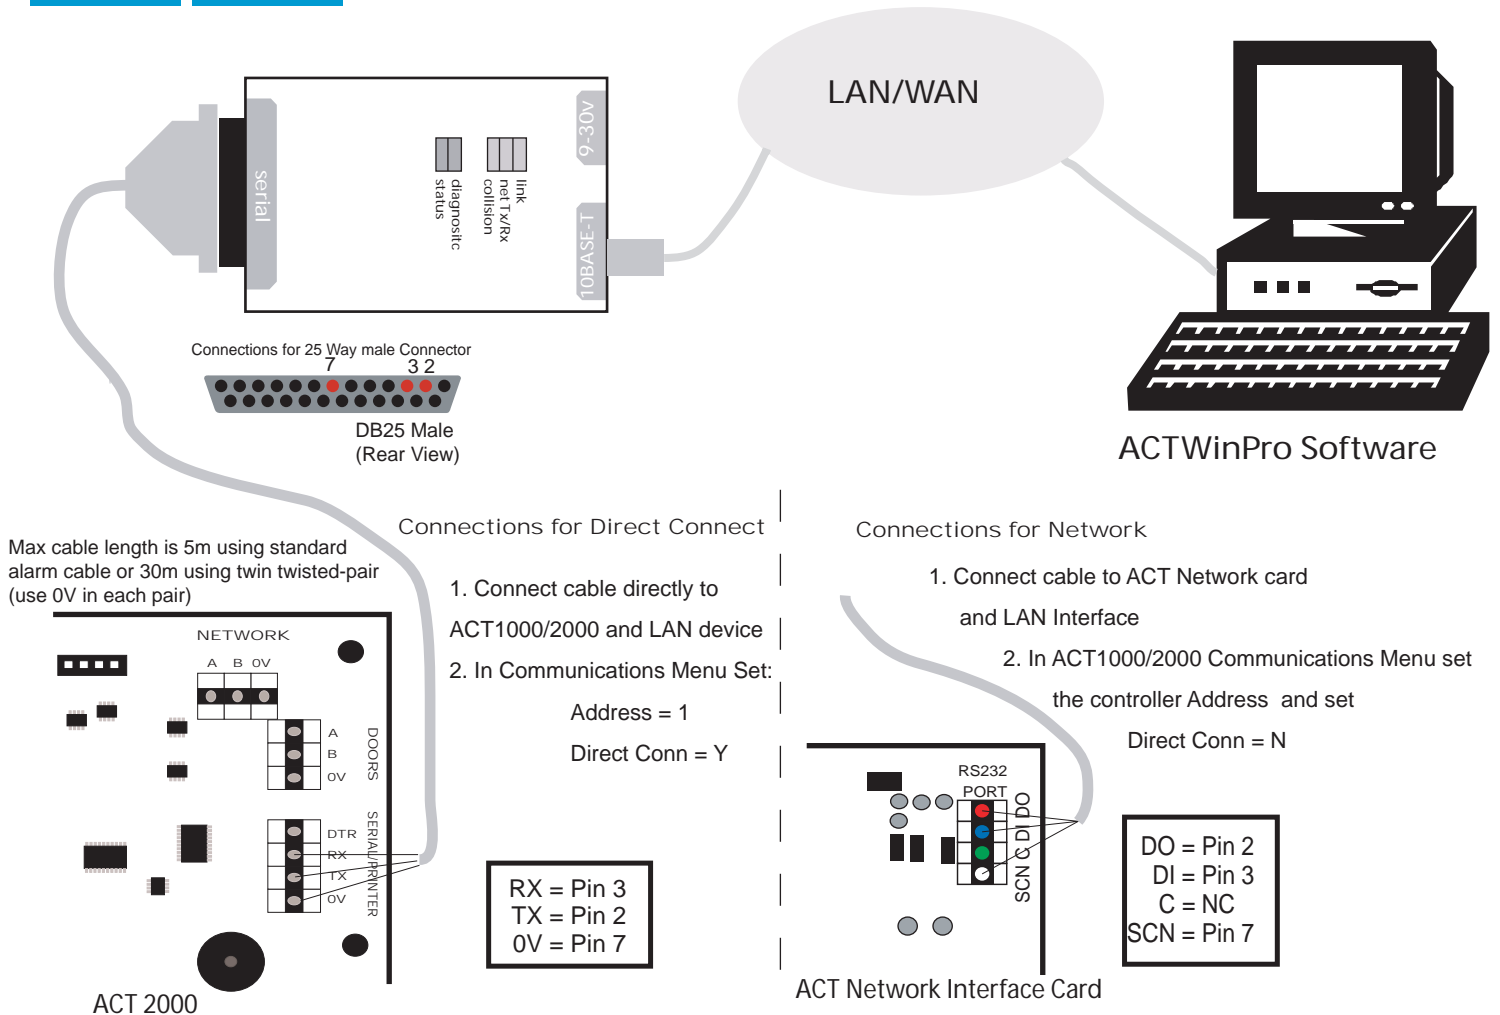 LAN/WAN
9-30v
serial
link
net Tx/Rx
collision
diagnositc
status
10BASE-T
Connections for 25 Way male Connector
7 3 2
DB25 Male
(Rear View)
ACTWinPro Software
Connections for Direct Connect
1. Connect cable directly to
ACT1000/2000 and LAN device
2. In Communications Menu Set:
Address = 1
Direct Conn = Y
Connections for Network
1. Connect cable to ACT Network card
and LAN Interface
2. In ACT1000/2000 Communications Menu set
the controller Address and set
Direct Conn = N
Max cable length is 5m using standard
alarm cable or 30m using twin twisted-pair
(use 0V in each pair)
NETWORK
A B 0V
A
B
0V
DOORS
DTR
RX
TX
0V
SERIAL/PRINTER
ACT 2000
RX = Pin 3
TX = Pin 2
0V = Pin 7
RS232
PORT
SCN C DI DO
ACT Network Interface Card
DO = Pin 2
DI = Pin 3
C = NC
SCN = Pin 7